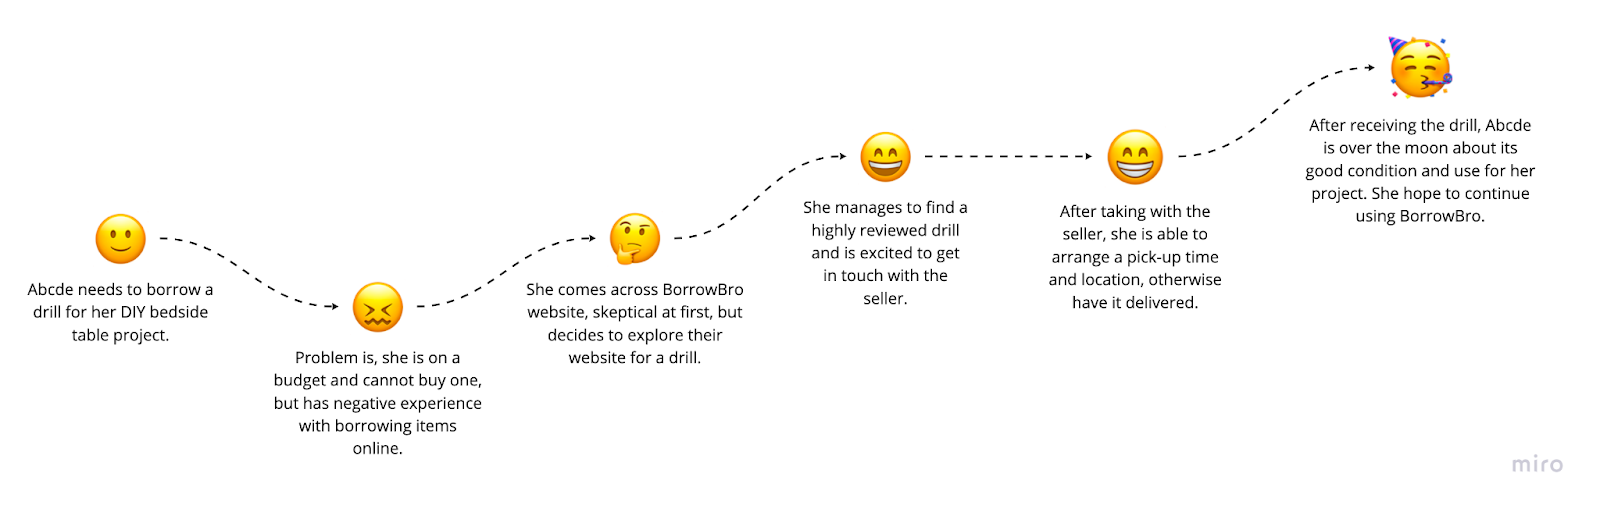 Abcde needs to borrow a
drill for her DIY bedside
table project.
Problem is, she is on a
budget and cannot buy one,
but has negative experience
with borrowing items
online.
She comes across BorrowBro
website, skeptical at first, but
decides to explore their
website for a drill.
She manages to find a
highly reviewed drill
and is excited to get
in touch with the
seller.
After taking with the
seller, she is able to
arrange a pick-up time
and location, otherwise
have it delivered.
After receiving the drill, Abcde
is over the moon about its
good condition and use for her
project. She hope to continue
using BorrowBro.
miro